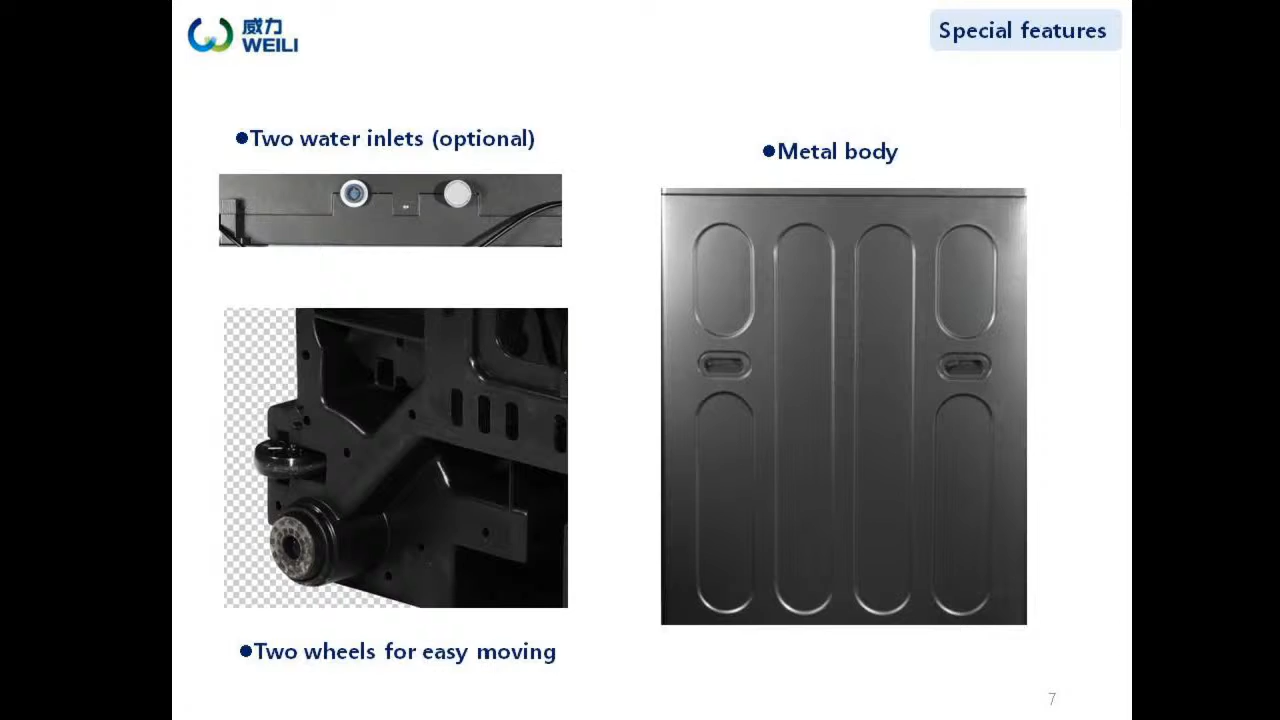 威力
WEILI
Special features
●Two water inlets (optional)
●Metal body
●Two wheels for easy moving
7